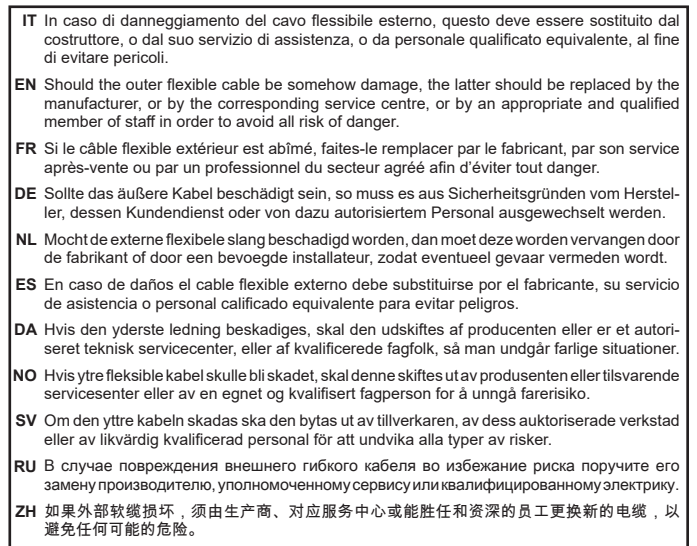 IT In caso di danneggiamento del cavo flessibile esterno, questo deve essere sostituito dal
costruttore, o dal suo servizio di assistenza, o da personale qualificato equivalente, al fine
di evitare pericoli.
EN Should the outer flexible cable be somehow damage, the latter should be replaced by the
manufacturer, or by the corresponding service centre, or by an appropriate and qualified
member of staff in order to avoid all risk of danger.
FR Si le câble flexible extérieur est abîmé, faites-le remplacer par le fabricant, par son service
après-vente ou par un professionnel du secteur agréé afin d'éviter tout danger.
DE Sollte das äußere Kabel beschädigt sein, so muss es aus Sicherheitsgründen vom Herstel-
ler, dessen Kundendienst oder von dazu autorisiertem Personal ausgewechselt werden.
NL Mocht de externe flexibele slang beschadigd worden, dan moet deze worden vervangen door
de fabrikant of door een bevoegde installateur, zodat eventueel gevaar vermeden wordt.
ES En caso de daños el cable flexible externo debe substituirse por el fabricante, su servicio
de asistencia o personal calificado equivalente para evitar peligros.
DA Hvis den yderste ledning beskadiges, skal den udskiftes af producenten eller er et autori-
seret teknisk servicecenter, eller af kvalificerede fagfolk, så man undgår farlige situationer.
NO Hvis ytre fleksible kabel skulle bli skadet, skal denne skiftes ut av produsenten eller tilsvarende
servicesenter eller av en egnet og kvalifisert fagperson for å unngå farerisiko.
SV Om den yttre kabeln skadas ska den bytas ut av tillverkaren, av dess auktoriserade verkstad
eller av likvärdig kvalificerad personal för att undvika alla typer av risker.
RU В случае повреждения внешнего гибкого кабеля во избежание риска поручите его
замену производителю, уполномоченному сервису или квалифицированному электрику.
ZH 如果外部软缆损坏，须由生产商、对应服务中心或能胜任和资深的员工更换新的电缆，以
避免任何可能的危险。